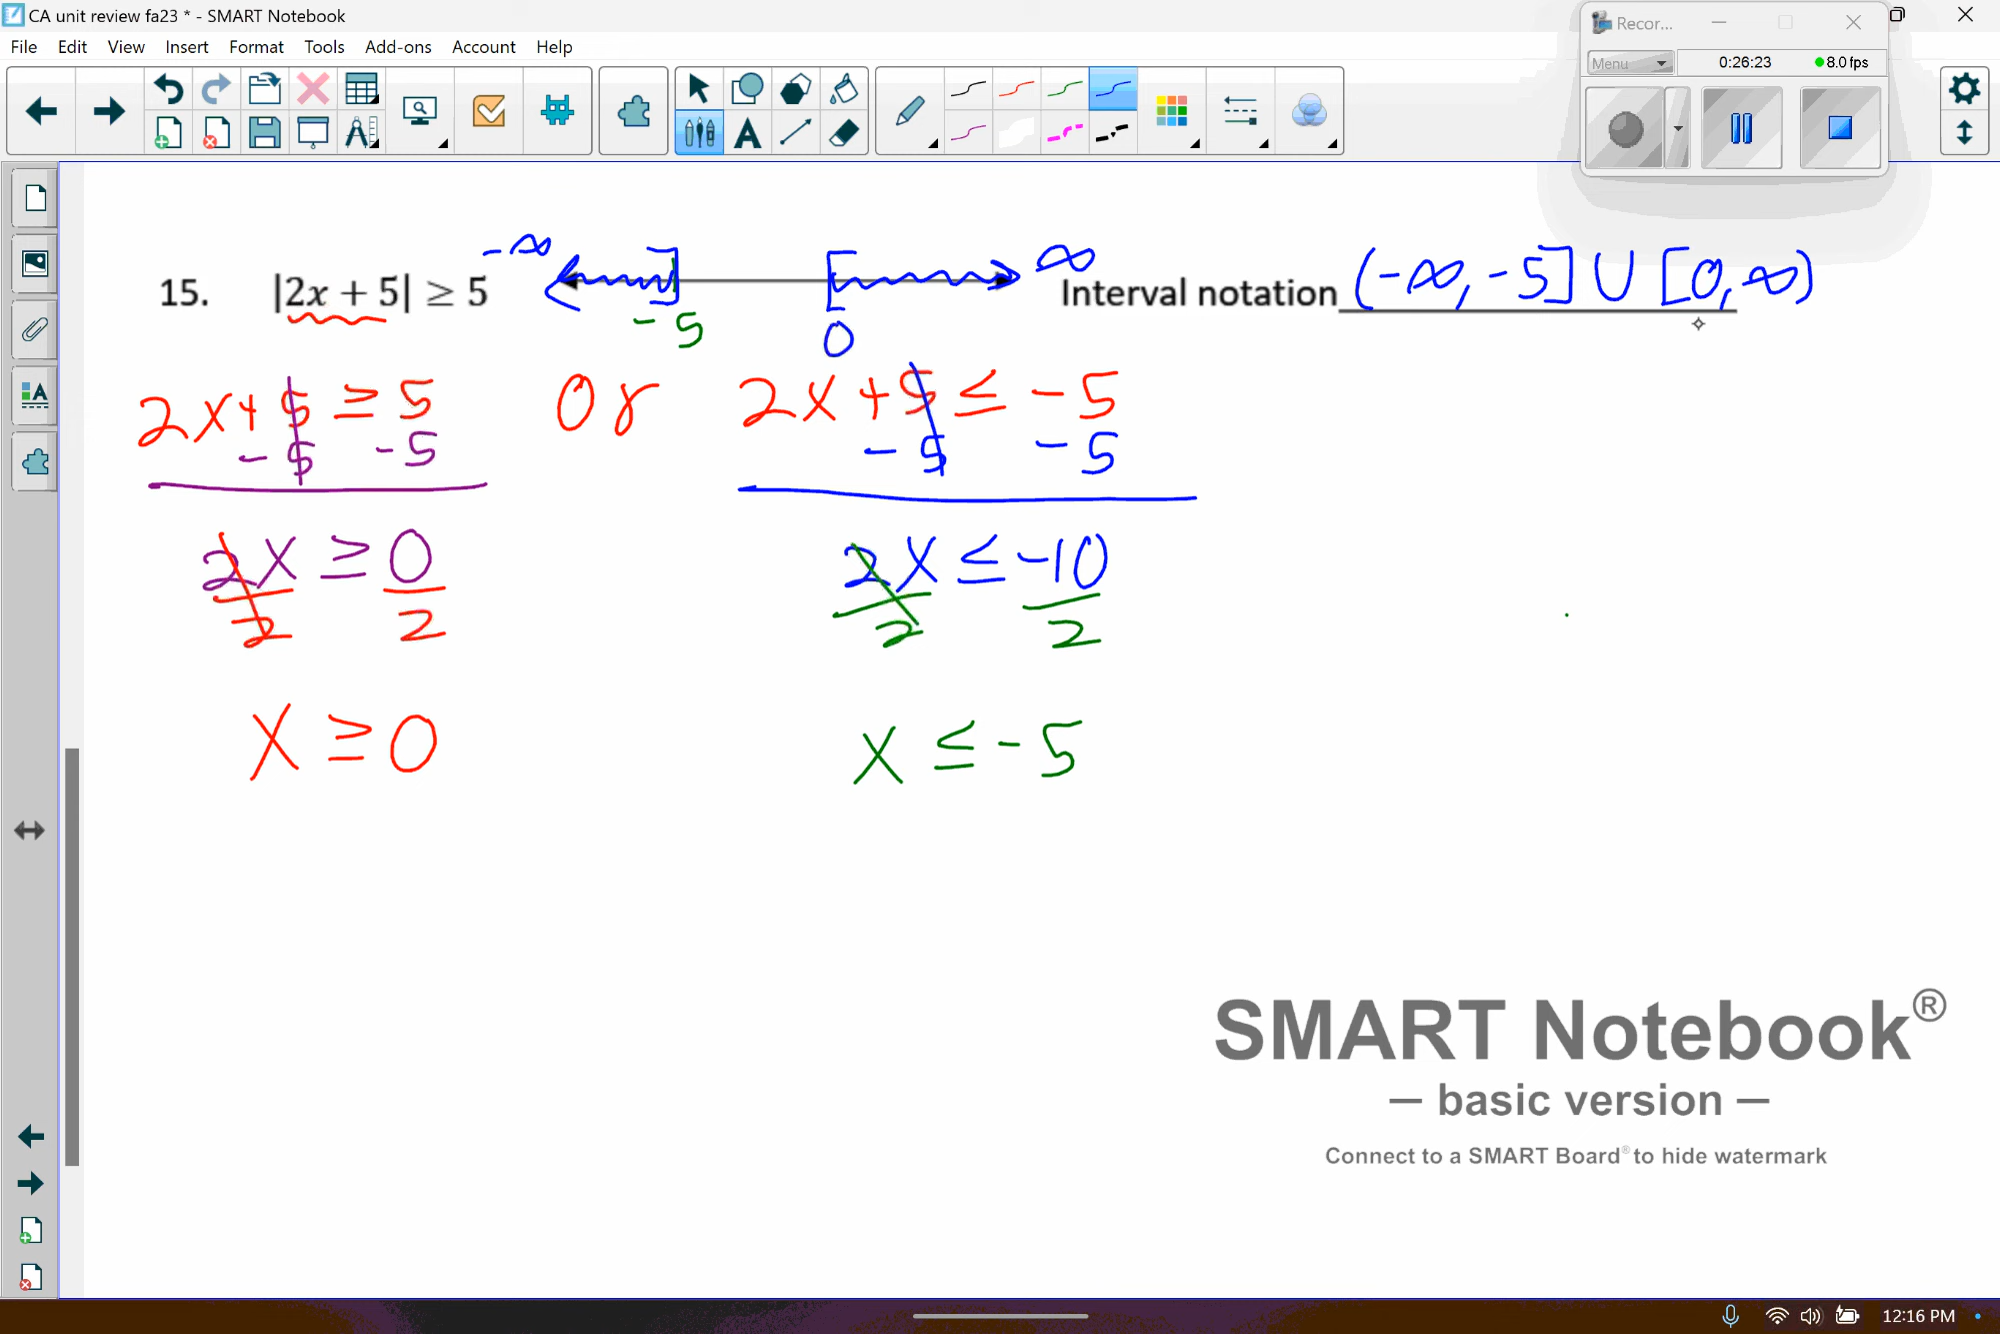 CA unit review fa23 * - SMART Notebook
Recor...
File Edit View Insert Format Tools Add-ons Account Help
Menu 0:26:23 8.0 fps
A
A
-∞ ∞
15. |2x + 5| ≥ 5 Interval notation (-∞, -5] ∪ [0, ∞)
-5 0
2x+5 ≥ 5 Or 2x+5 ≤ -5
-5 -5 -5 -5
2x ≥ 0 2x ≤ -10
2 2 2 2
x ≥ 0 x ≤ -5
SMART Notebook®
— basic version —
Connect to a SMART Board® to hide watermark
12:16 PM